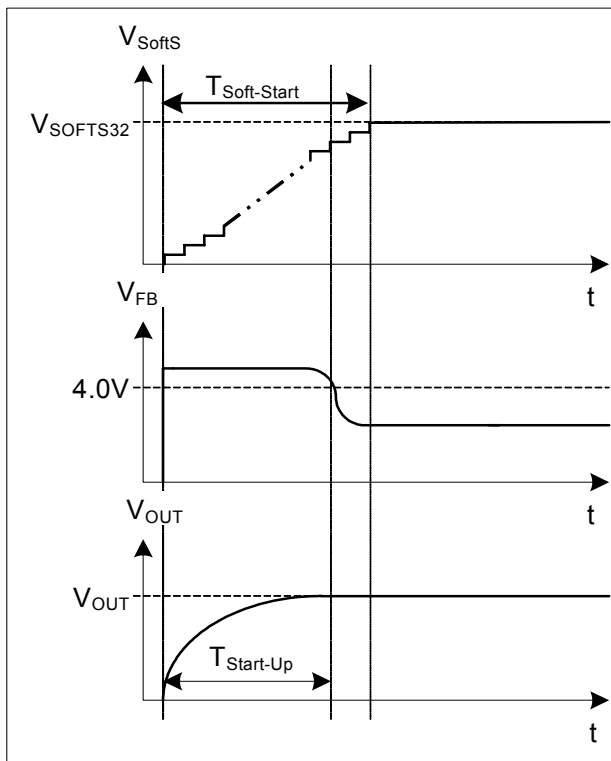 V_SoftS
T_Soft-Start
V_SOFTS32
t
V_FB
4.0V
t
V_OUT
V_OUT
T_Start-Up
t